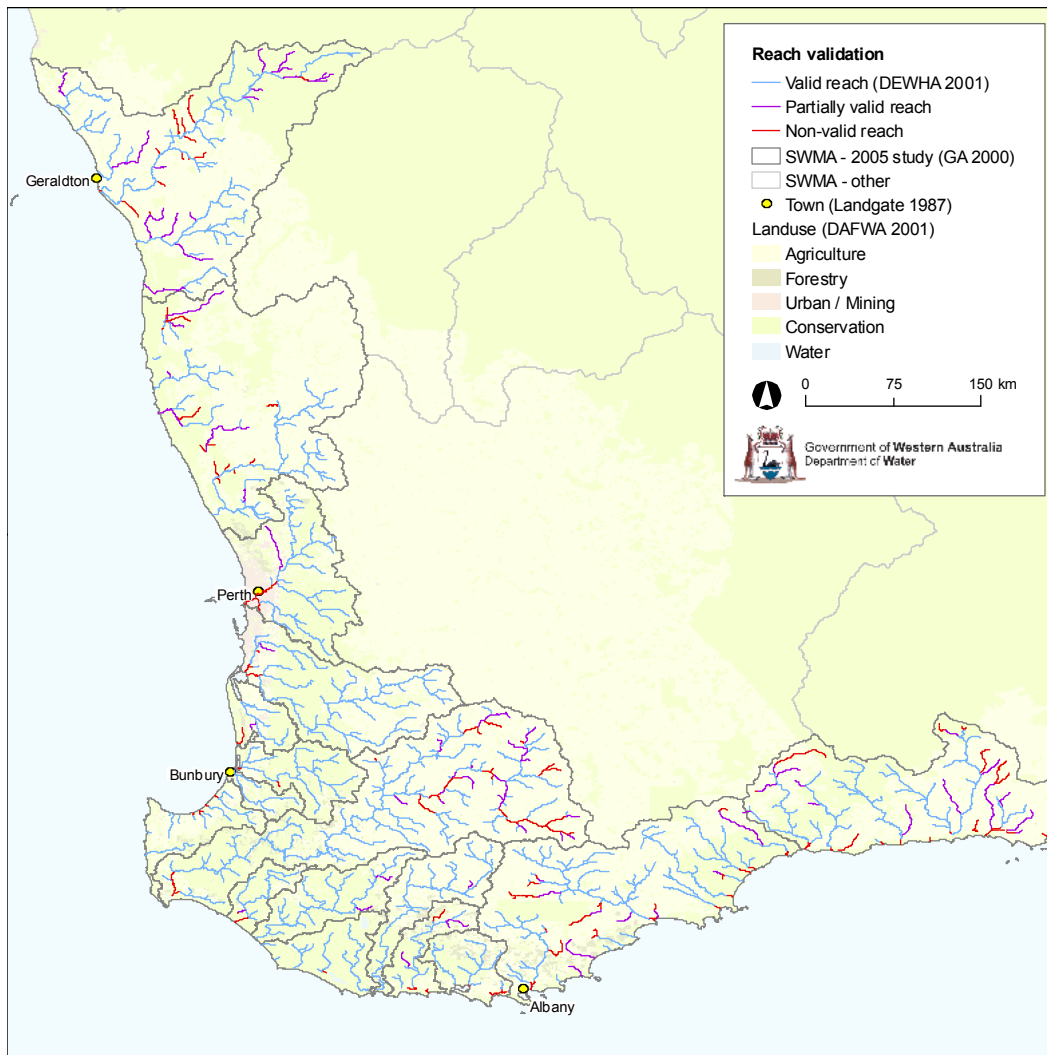 Reach validation
Valid reach (DEWHA 2001)
Partially valid reach
Non-valid reach
SWMA - 2005 study (GA 2000)
SWMA - other
Town (Landgate 1987)
Landuse (DAFWA 2001)
Agriculture
Forestry
Urban / Mining
Conservation
Water
0 75 150 km
Government of Western Australia
Department of Water
Geraldton
Perth
Bunbury
Albany